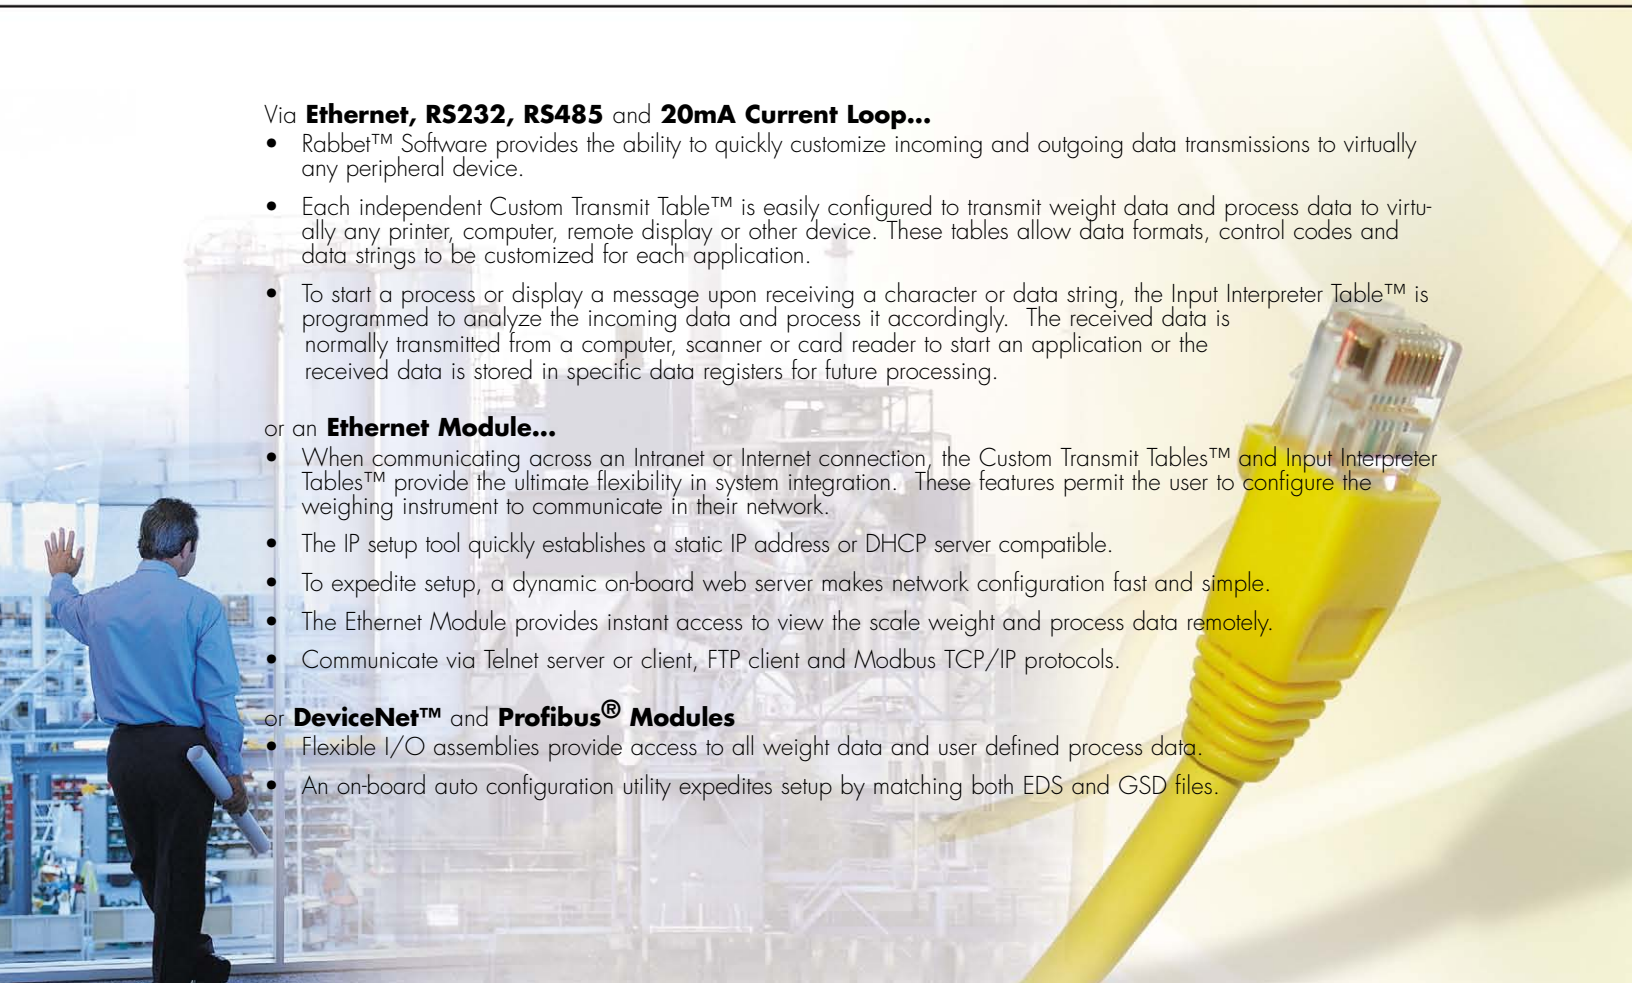 Via Ethernet, RS232, RS485 and 20mA Current Loop...
• Rabbet™ Software provides the ability to quickly customize incoming and outgoing data transmissions to virtually
any peripheral device.
• Each independent Custom Transmit Table™ is easily configured to transmit weight data and process data to virtu-
ally any printer, computer, remote display or other device. These tables allow data formats, control codes and
data strings to be customized for each application.
• To start a process or display a message upon receiving a character or data string, the Input Interpreter Table™ is
programmed to analyze the incoming data and process it accordingly. The received data is
normally transmitted from a computer, scanner or card reader to start an application or the
received data is stored in specific data registers for future processing.
or an Ethernet Module...
• When communicating across an Intranet or Internet connection, the Custom Transmit Tables™ and Input Interpreter
Tables™ provide the ultimate flexibility in system integration. These features permit the user to configure the
weighing instrument to communicate in their network.
• The IP setup tool quickly establishes a static IP address or DHCP server compatible.
• To expedite setup, a dynamic on-board web server makes network configuration fast and simple.
• The Ethernet Module provides instant access to view the scale weight and process data remotely.
• Communicate via Telnet server or client, FTP client and Modbus TCP/IP protocols.
or DeviceNet™ and Profibus® Modules
• Flexible I/O assemblies provide access to all weight data and user defined process data.
• An on-board auto configuration utility expedites setup by matching both EDS and GSD files.